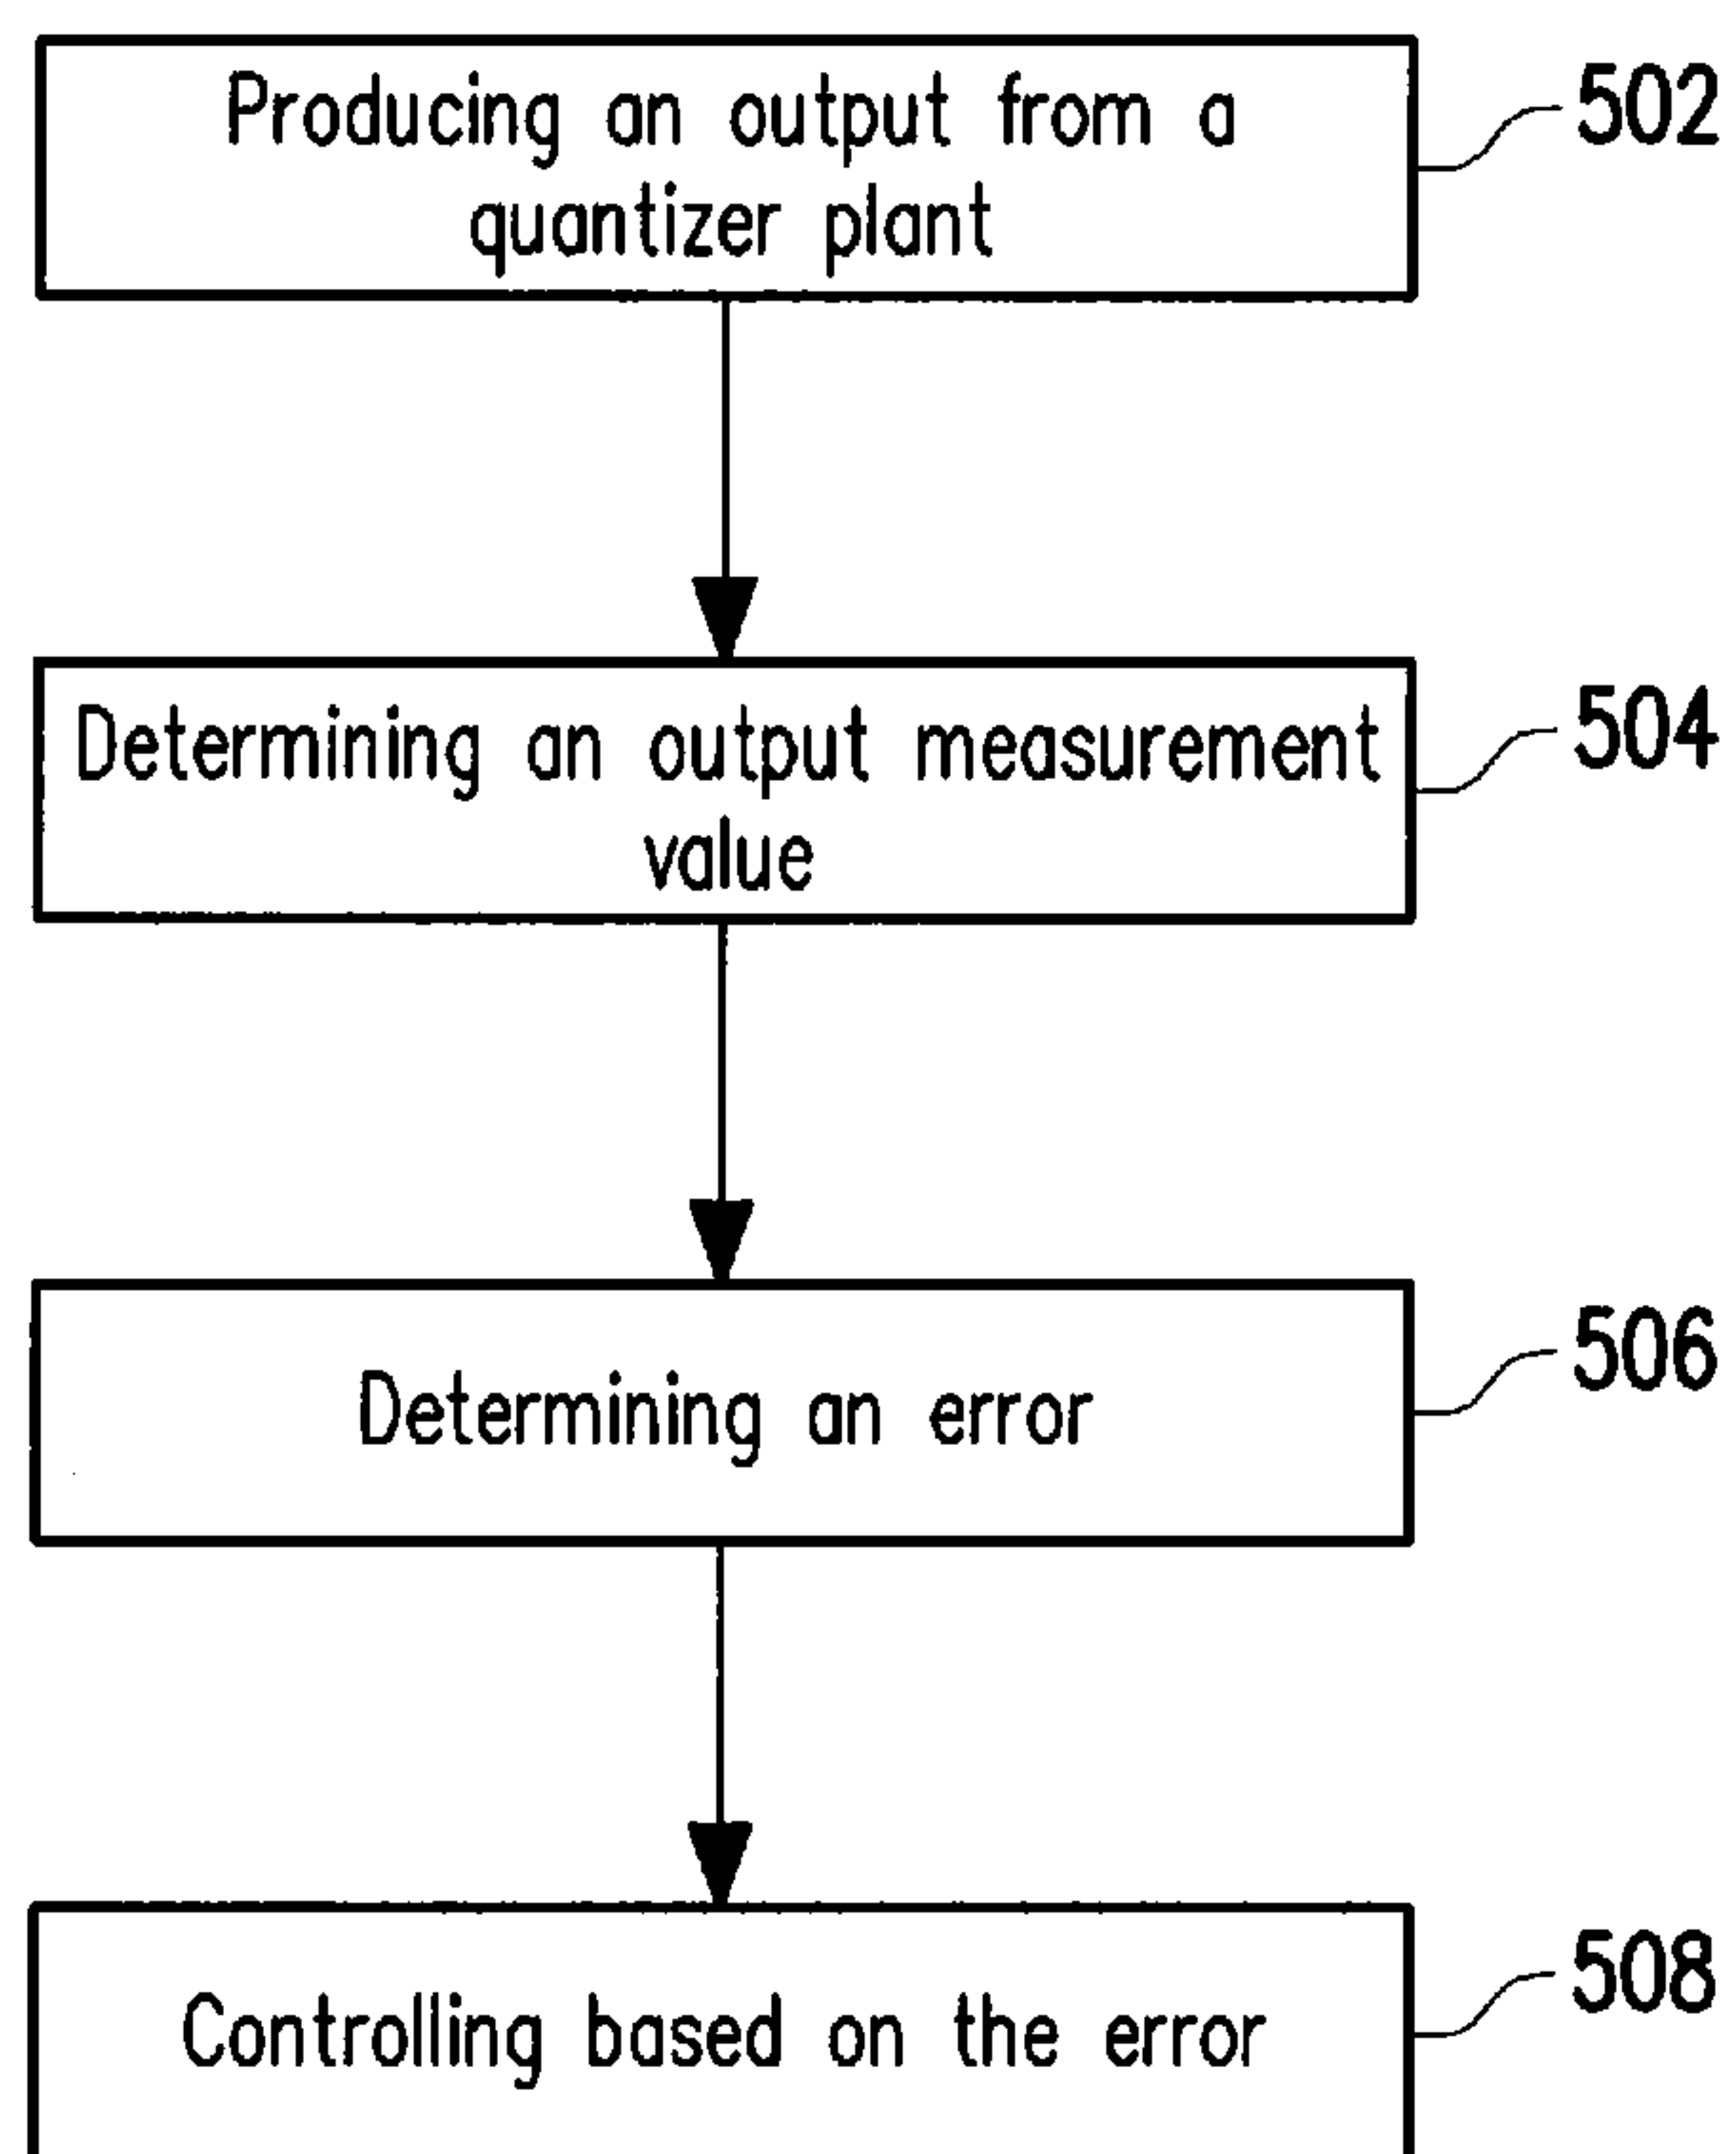 Producing an output from a
quantizer plant
502
Determining an output measurement
value
504
Determining an error
506
Controlling based on the error
508